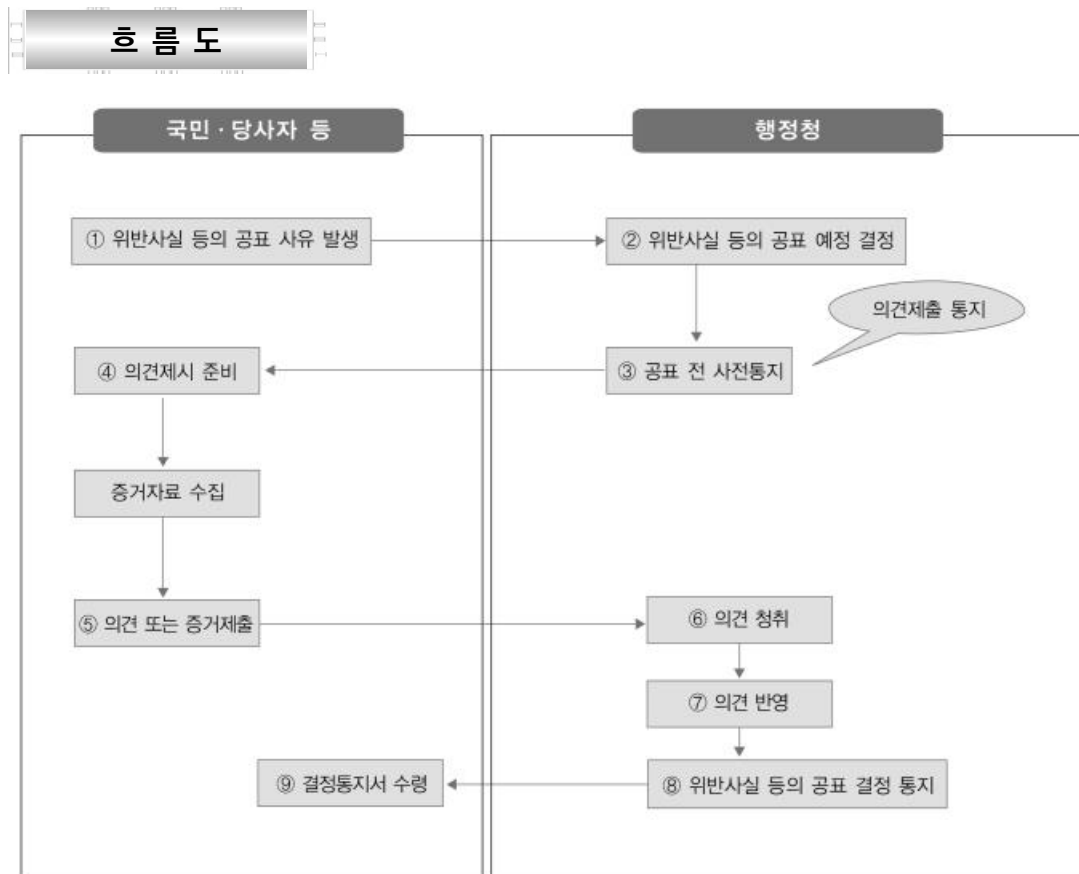 흐 름 도
국민·당사자 등
행정청
① 위반사실 등의 공표 사유 발생
② 위반사실 등의 공표 예정 결정
의견제출 통지
④ 의견제시 준비
③ 공표 전 사전통지
증거자료 수집
⑤ 의견 또는 증거제출
⑥ 의견 청취
⑦ 의견 반영
⑨ 결정통지서 수령
⑧ 위반사실 등의 공표 결정 통지